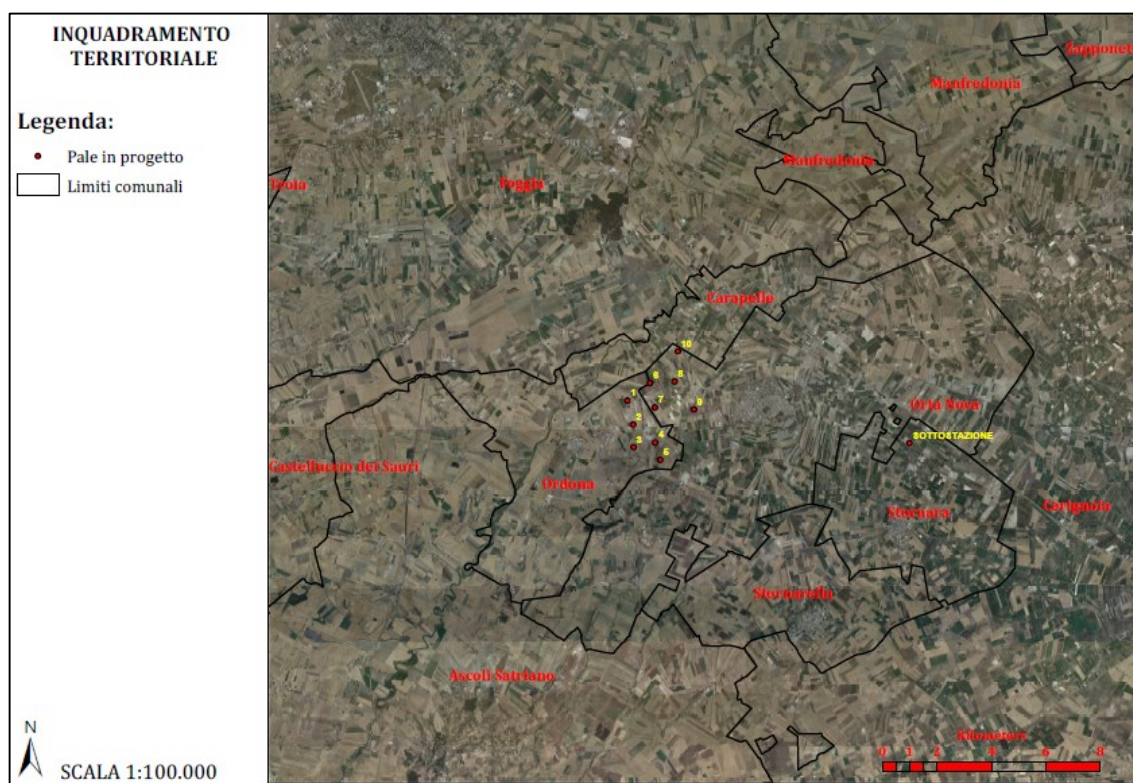 INQUADRAMENTO
TERRITORIALE
Legenda:
Pale in progetto
Limiti comunali
N
SCALA 1:100.000
Zapponet
Manfredonia
Manfredonia
Troia
Foggia
Carapelle
10
6
8
1
7
9
2
Orta Nova
4
SOTTOSTAZIONE
3
5
Castelluccio dei Sauri
Ordona
Stornara
Cerignola
Stornarella
Ascoli Satriano
Kilometers
0 0 1 2 4 6 8